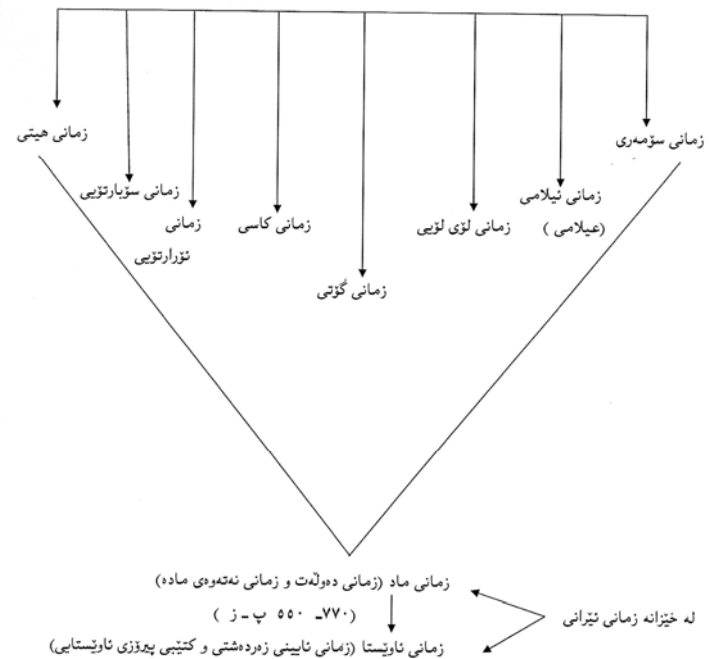 زمانی سۆمەری
زمانی هیتی
زمانی ئیلامی
(عیلامی )
زمانی سۆبارتۆیی
زمانی لۆی لۆیی
زمانی کاسی
زمانی
ئۆرارتۆیی
زمانی گۆتی
زمانی ماد (زمانی دەوڵەت و زمانی نەتەوەی مادە)
(٧٧٠ـ ٥٥٠ پ ـ ز )
لە خێزانە زمانی ئێرانی
زمانی ئاوێستا (زمانی ئایینی زەردەشتی و کتێبی پیرۆزی ئاوێستایی)